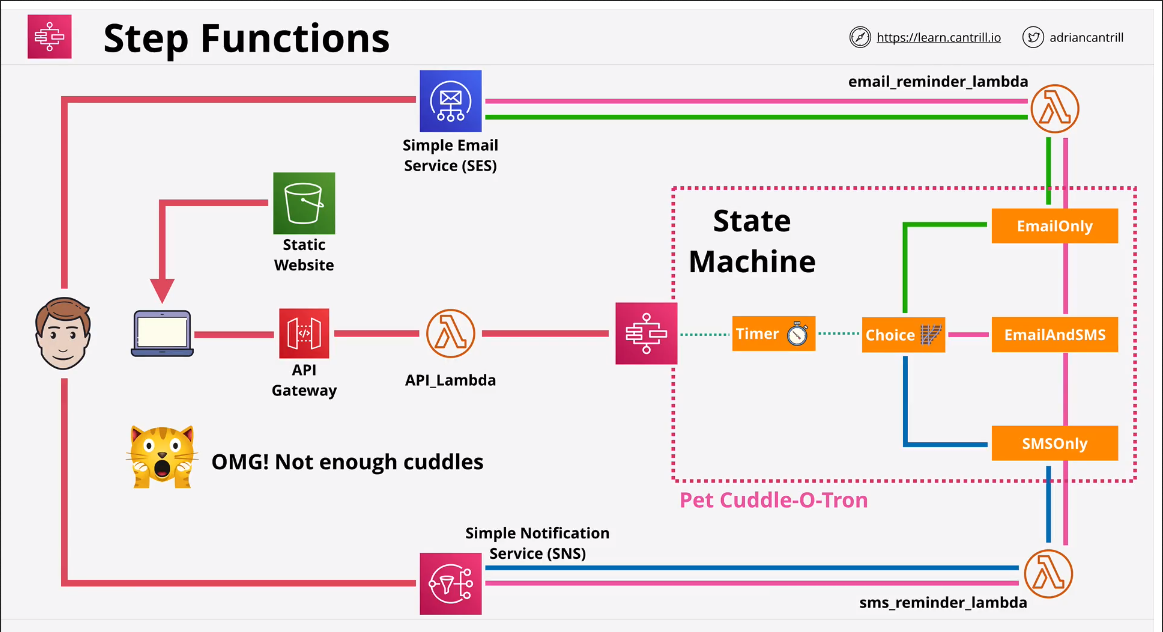 Step Functions
https://learn.cantrill.io
adriancantrill
email_reminder_lambda
Simple Email
Service (SES)
Static
Website
State
Machine
EmailOnly
Timer
Choice
EmailAndSMS
API
Gateway
API_Lambda
SMSOnly
OMG! Not enough cuddles
Pet Cuddle-O-Tron
Simple Notification
Service (SNS)
sms_reminder_lambda